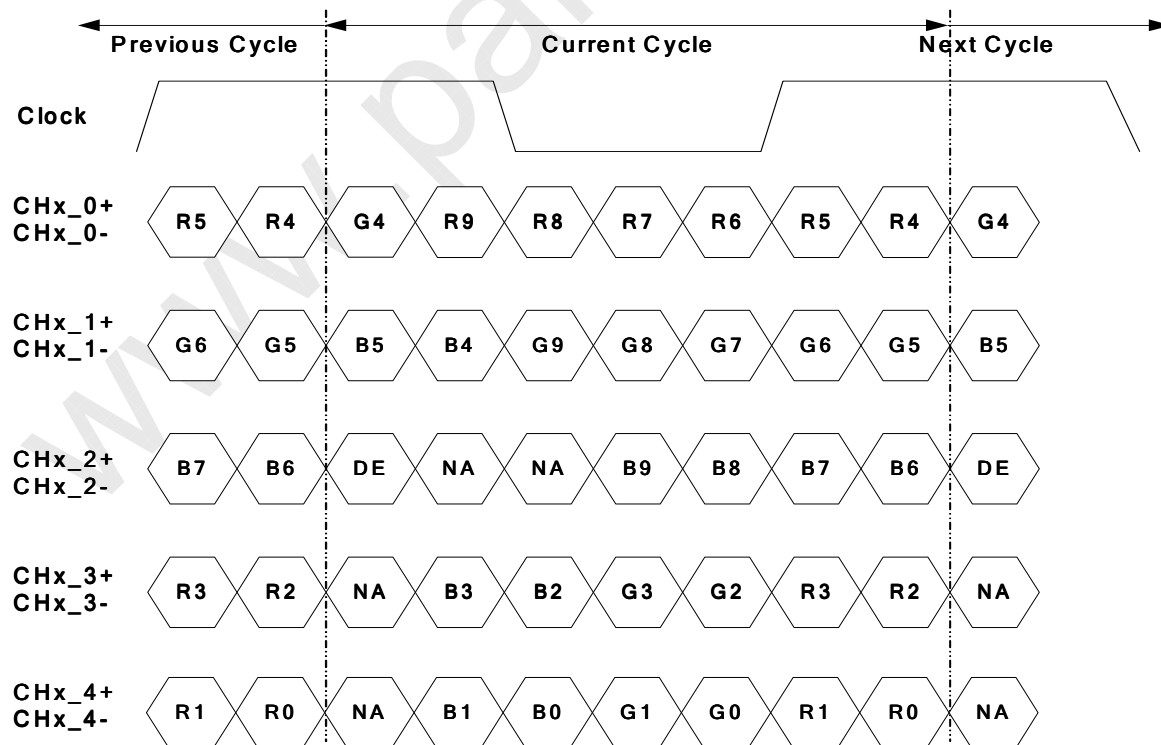 Previous Cycle Current Cycle Next Cycle
Clock
CHx_0+
CHx_0-
R5 R4 G4 R9 R8 R7 R6 R5 R4 G4
CHx_1+
CHx_1-
G6 G5 B5 B4 G9 G8 G7 G6 G5 B5
CHx_2+
CHx_2-
B7 B6 DE NA NA B9 B8 B7 B6 DE
CHx_3+
CHx_3-
R3 R2 NA B3 B2 G3 G2 R3 R2 NA
CHx_4+
CHx_4-
R1 R0 NA B1 B0 G1 G0 R1 R0 NA
www.pa